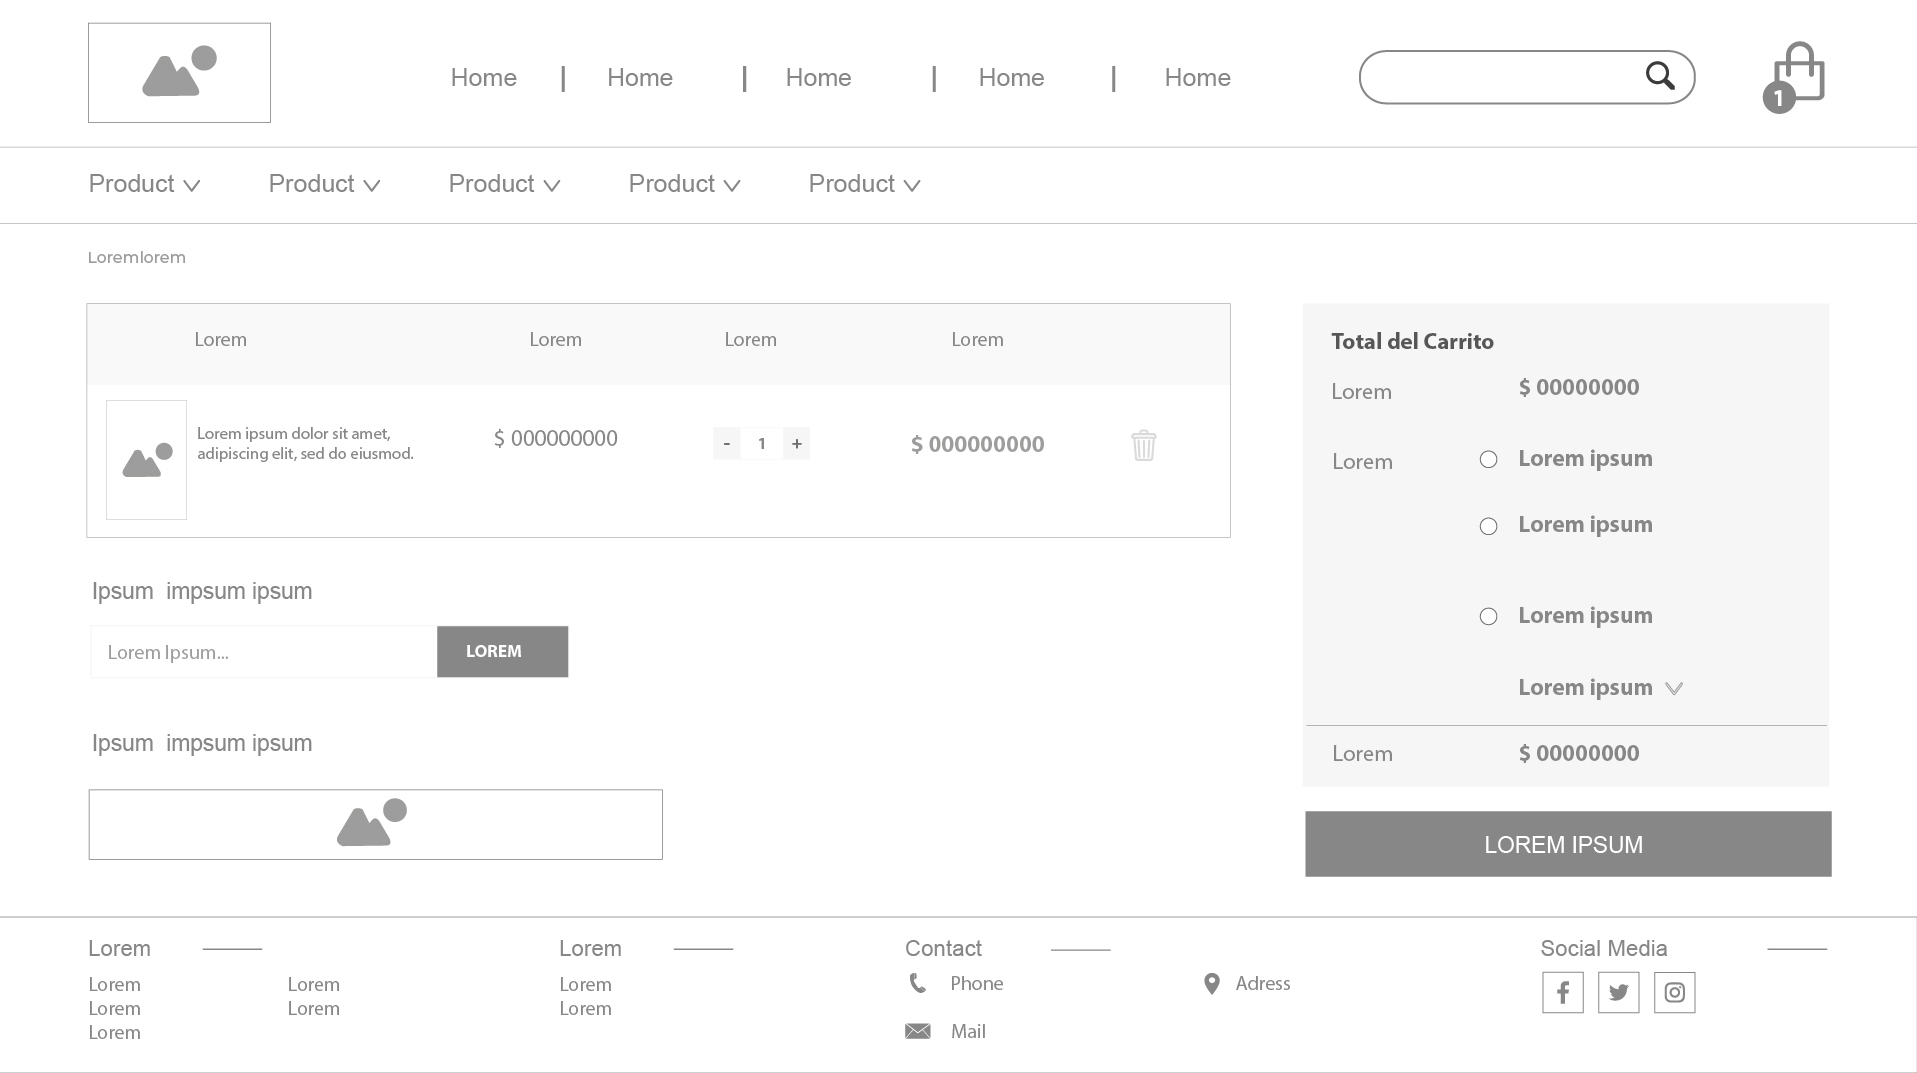 Home | Home | Home | Home | Home
1
Product Product Product Product Product
Loremlorem
Lorem Lorem Lorem Lorem
Lorem ipsum dolor sit amet,
adipiscing elit, sed do eiusmod.
$ 000000000
- 1 +
$ 000000000
Total del Carrito
Lorem $ 00000000
Lorem Lorem ipsum
Lorem ipsum
Lorem ipsum
Lorem ipsum
Lorem $ 00000000
LOREM IPSUM
Ipsum impsum ipsum
Lorem Ipsum... LOREM
Ipsum impsum ipsum
Lorem
Lorem Lorem
Lorem Lorem
Lorem
Lorem
Lorem
Lorem
Contact
Phone Adress
Mail
Social Media